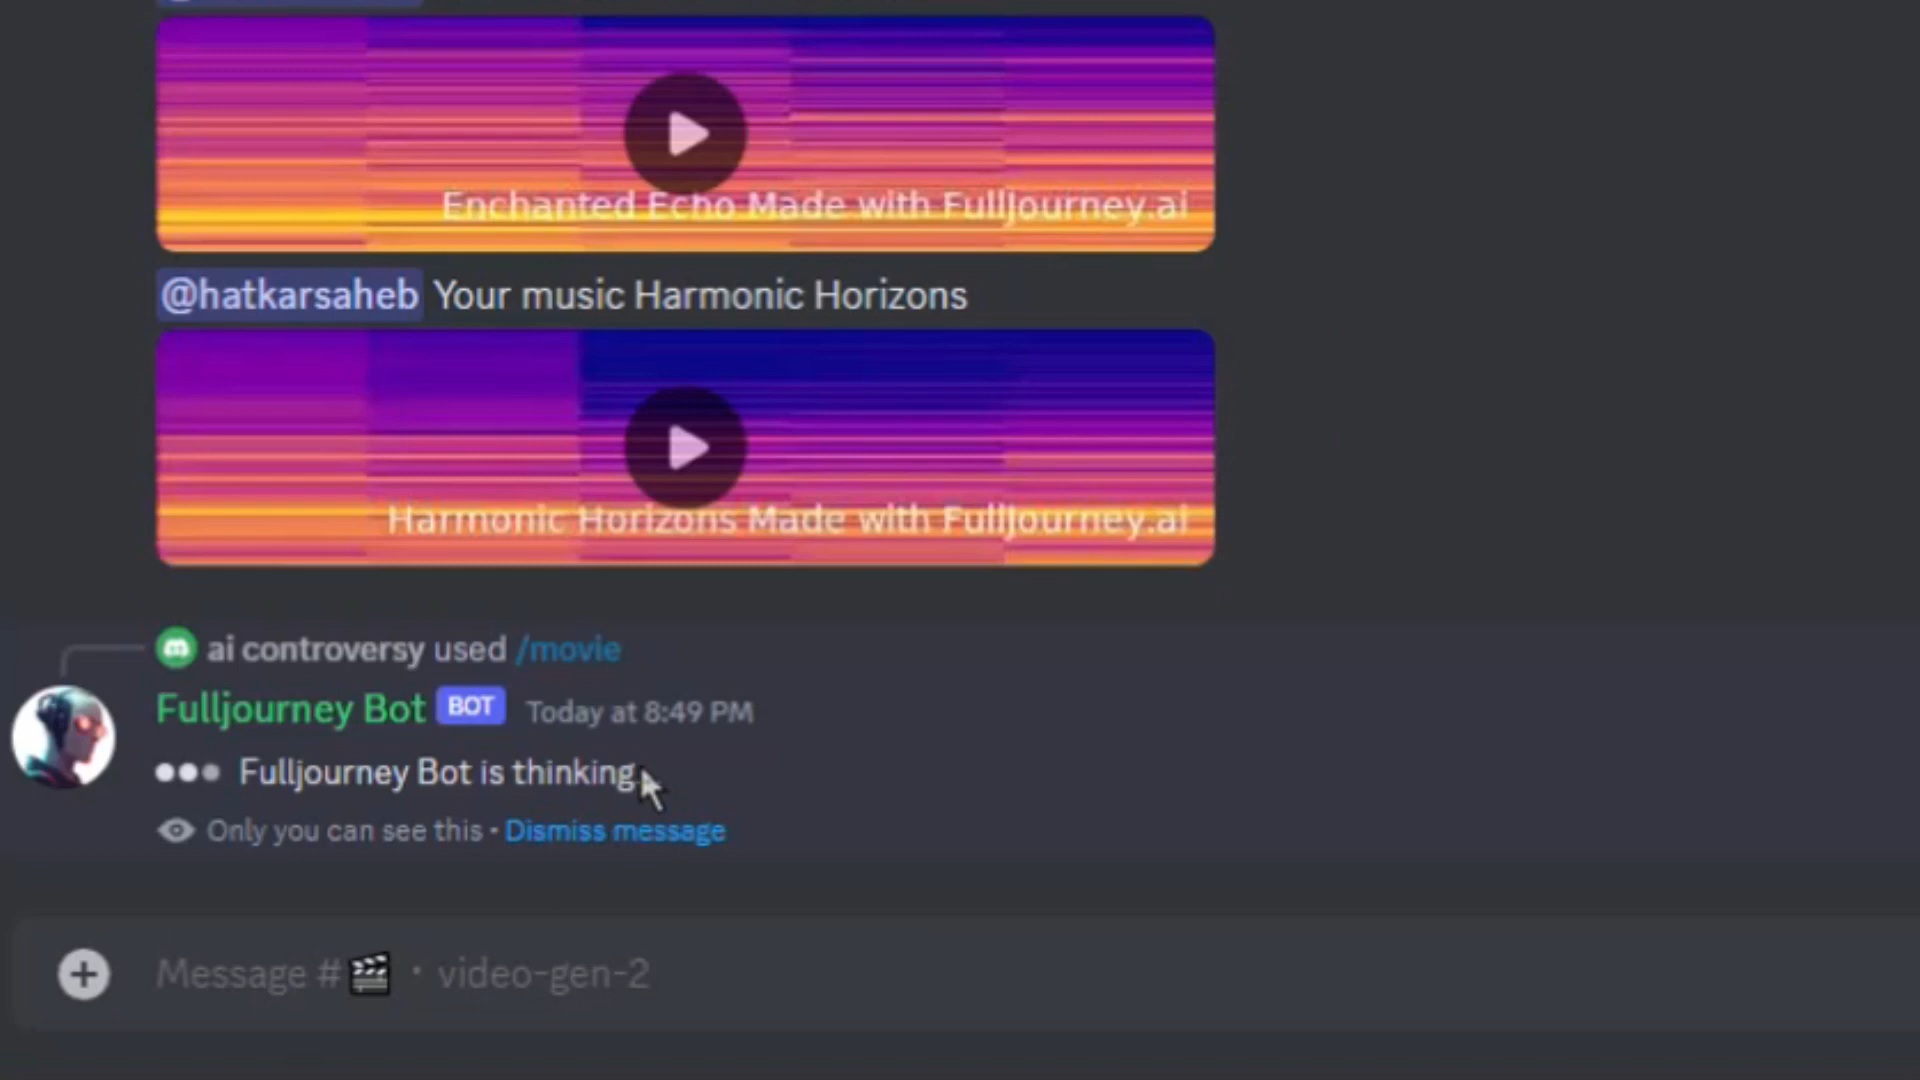 Enchanted Echo Made with FullJourney.ai
@hatkarsaheb Your music Harmonic Horizons
Harmonic Horizons Made with FullJourney.ai
ai controversy used /movie
Fulljourney Bot BOT Today at 8:49 PM
Fulljourney Bot is thinking
Only you can see this • Dismiss message
Message #🎬 • video-gen-2